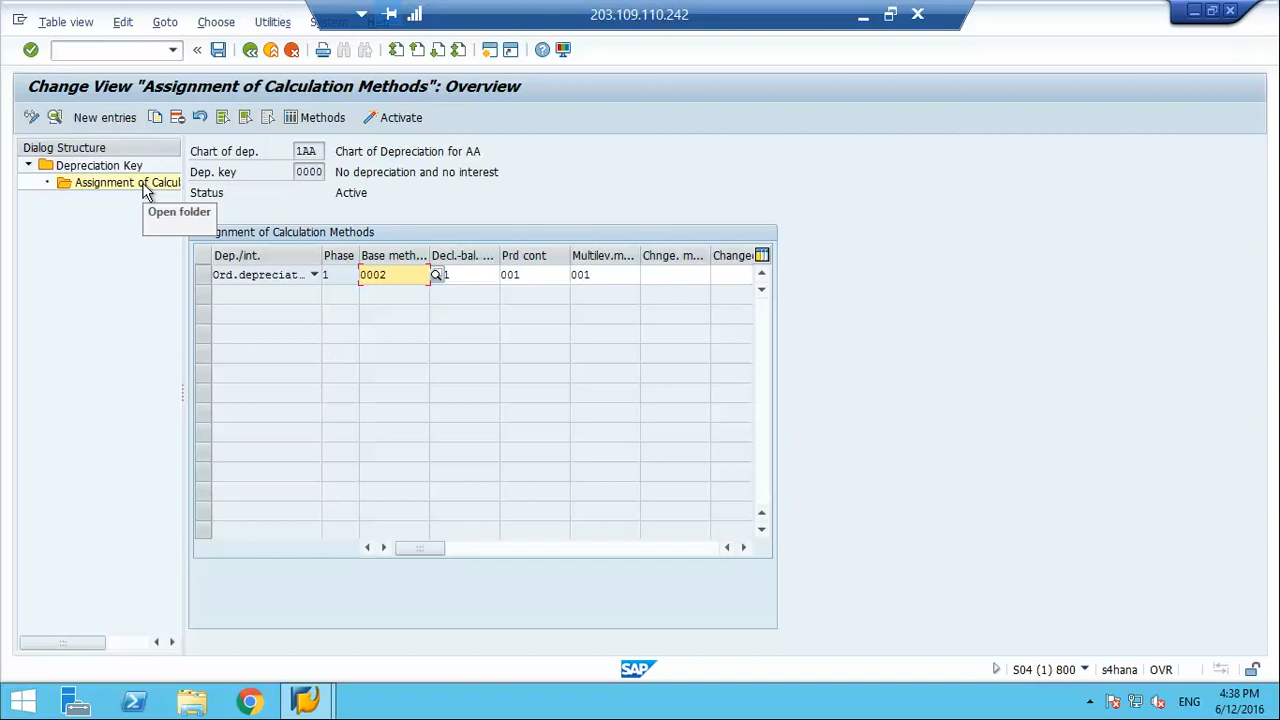 203.109.110.242
Table view Edit Goto Choose Utilities
Change View "Assignment of Calculation Methods": Overview
New entries Methods Activate
Dialog Structure
Depreciation Key
Assignment of Calcul
Open folder
Chart of dep. 1AA Chart of Depreciation for AA
Dep. key 0000 No depreciation and no interest
Status Active
gnment of Calculation Methods
Dep./int. Phase Base meth... Decl.-bal. ... Prd cont Multilev.m... Chnge. m... Changed
Ord.depreciat.. 1 0002 1 001 001
SAP
S04 (1) 800 s4hana OVR
ENG
4:38 PM
6/12/2016